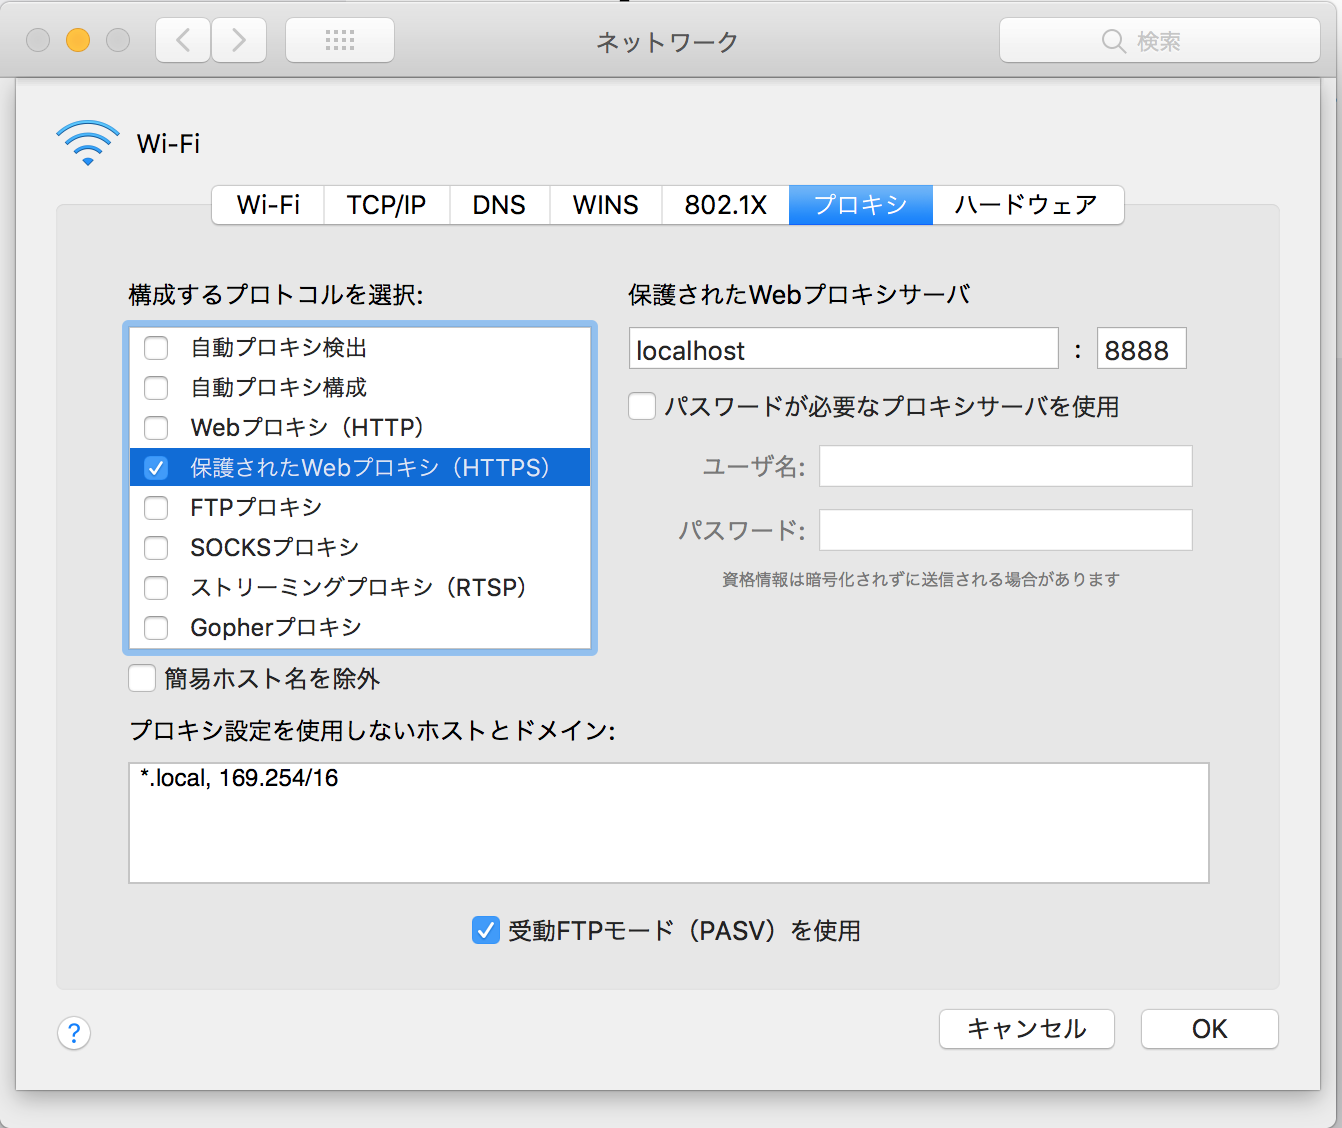 ネットワーク
検索
Wi-Fi
Wi-Fi TCP/IP DNS WINS 802.1X プロキシ ハードウェア
構成するプロトコルを選択:
自動プロキシ検出
自動プロキシ構成
Webプロキシ（HTTP）
保護されたWebプロキシ（HTTPS）
FTPプロキシ
SOCKSプロキシ
ストリーミングプロキシ（RTSP）
Gopherプロキシ
保護されたWebプロキシサーバ
localhost : 8888
パスワードが必要なプロキシサーバを使用
ユーザ名:
パスワード:
資格情報は暗号化されずに送信される場合があります
簡易ホスト名を除外
プロキシ設定を使用しないホストとドメイン:
*.local, 169.254/16
受動FTPモード（PASV）を使用
?
キャンセル OK